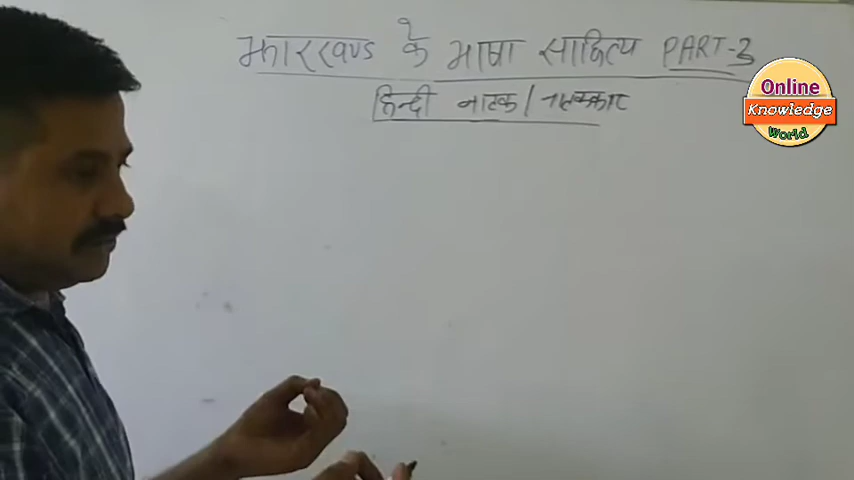 झारखण्ड के भाषा साहित्य PART-3
हिन्दी नाटक / नाटककार
Online
Knowledge
World